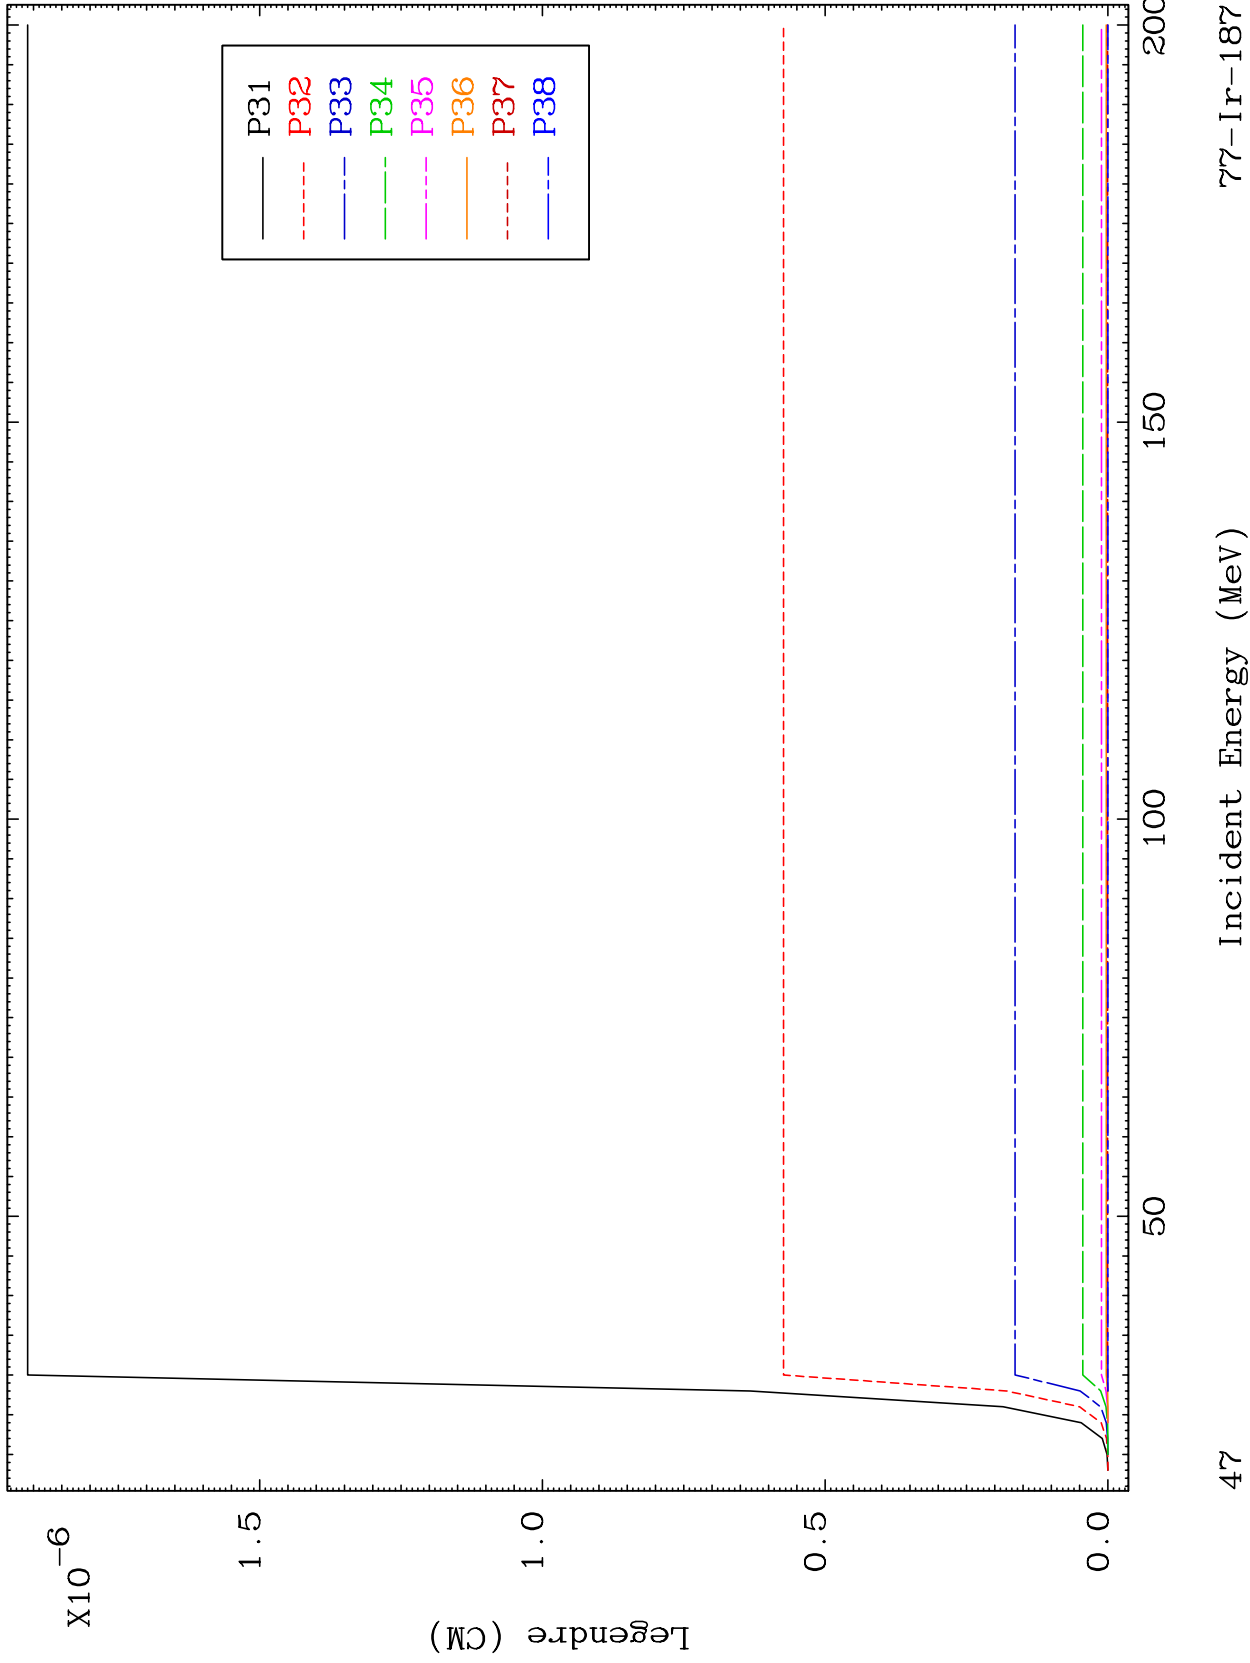 X10⁻⁶
Legendre (CM)
1.5
1.0
0.5
0.0
P31
P32
P33
P34
P35
P36
P37
P38
50
100
150
200
47
Incident Energy (MeV)
77-Ir-187